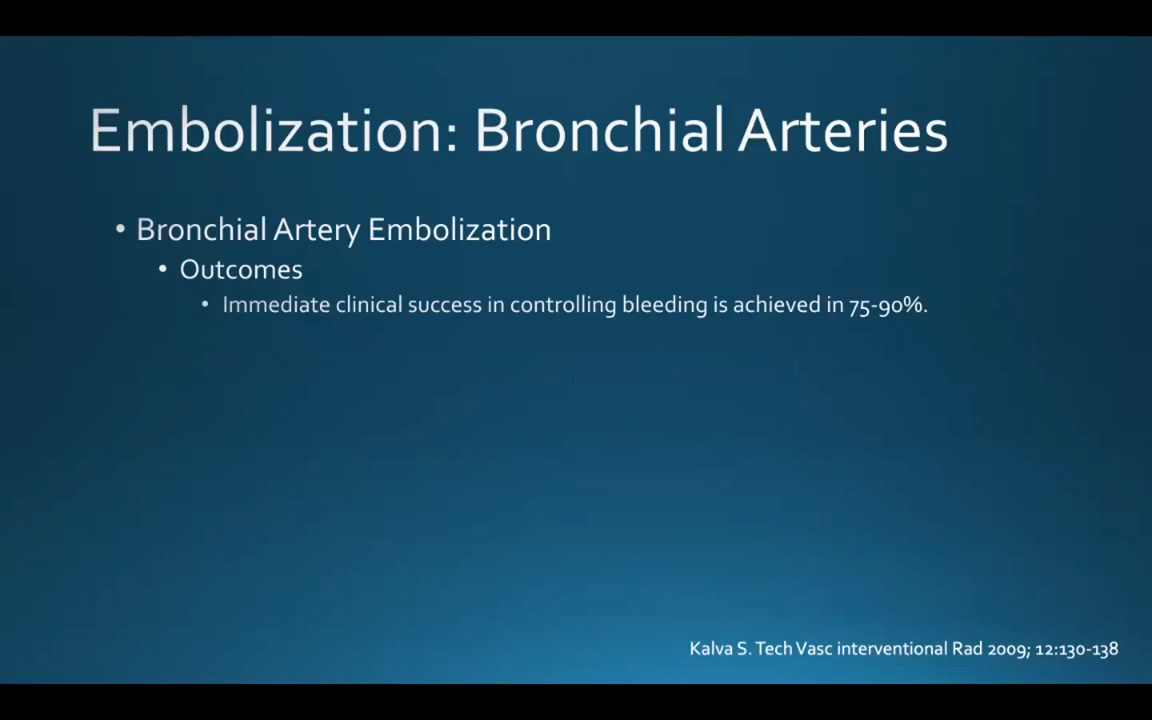 Embolization: Bronchial Arteries
• Bronchial Artery Embolization
• Outcomes
• Immediate clinical success in controlling bleeding is achieved in 75-90%.
Kalva S. Tech Vasc interventional Rad 2009; 12:130-138